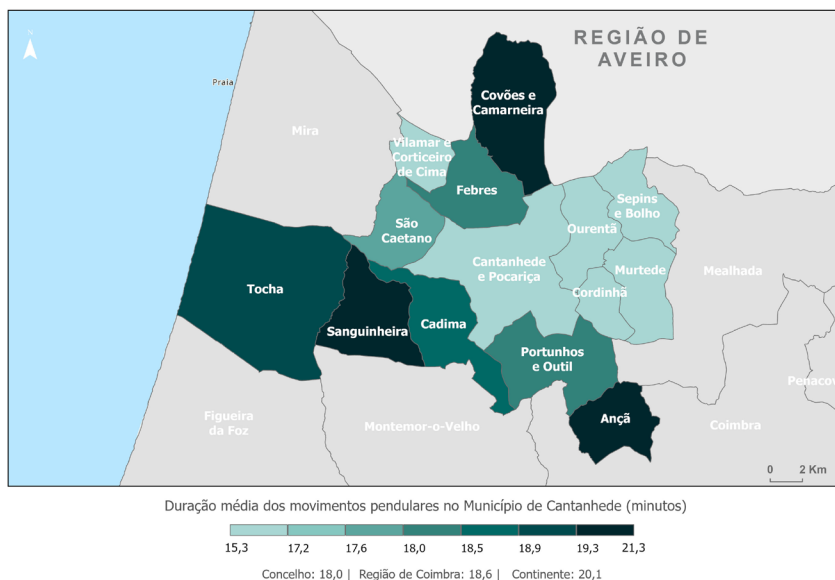 REGIÃO DE
AVEIRO
N
Praia
Mira
Covões e
Camarneira
Vilamar e
Corticeiro
de Cima
Febres
Sepins
e Bolho
São
Caetano
Ourentã
Cantanhede
e Pocariça
Murtede
Mealhada
Tocha
Cordinhã
Sanguinheira
Cadima
Portunhos
e Outil
Penacov
Figueira
da Foz
Montemor-o-Velho
Ançã
Coimbra
0 2 Km
Duração média dos movimentos pendulares no Município de Cantanhede (minutos)
15,3 17,2 17,6 18,0 18,5 18,9 19,3 21,3
Concelho: 18,0 | Região de Coimbra: 18,6 | Continente: 20,1